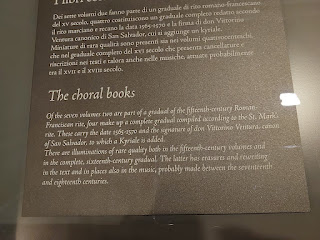 Dei sette volumi due fanno parte di un graduale di rito romano-francescano
del XV secolo, quattro costituiscono un graduale completo redatto secondo
il rito marciano e recano la data 1565-1570 e la firma di don Vittorino
Ventura canonico di San Salvador, cui si aggiunge un kyriale.
Miniature di rara qualità sono presenti sia nei volumi quattrocenteschi,
che nel graduale completo del XVI secolo che presenta cancellature e
riscrizioni nei testi e talora anche nelle musiche, attuate probabilmente
tra il XVII e il XVIII secolo.
The choral books
Of the seven volumes two are part of a gradual of the fifteenth-century Roman-
Franciscan rite, four make up a complete gradual compiled according to the St. Mark's
rite. These carry the date 1565-1570 and the signature of don Vittorino Ventura, canon
of San Salvador, to which a Kyriale is added.
There are illuminations of rare quality both in the fifteenth-century volumes and
in the complete, sixteenth-century gradual. The latter has erasures and rewriting
in the text and in places also in the music, probably made between the seventeenth
and eighteenth centuries.